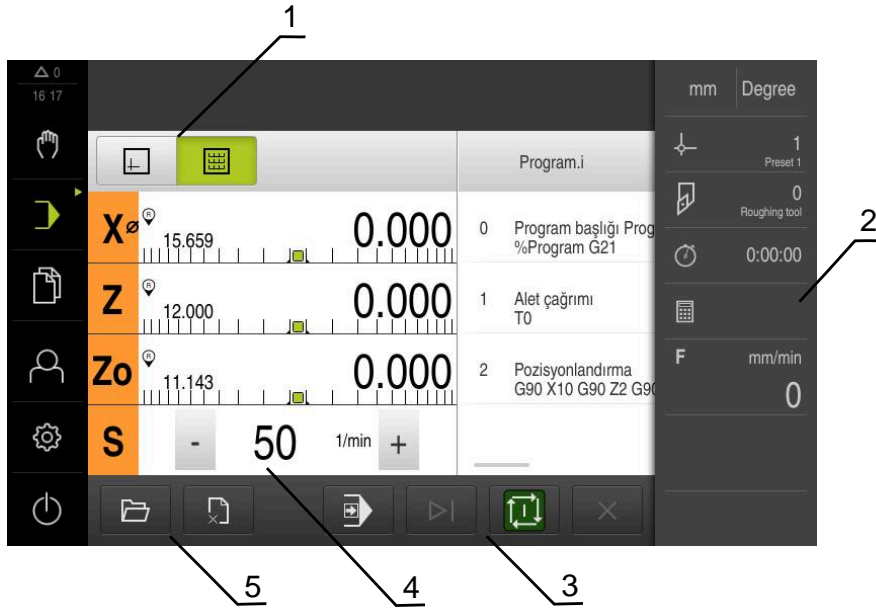 1
0
16 17
mm Degree
1
Preset 1
Program.i
0
Roughing tool
2
X⌀ R 15.659 0.000
0 Program başlığı Prog
%Program G21
0:00:00
Z R 12.000 0.000
1 Alet çağrımı
T0
Zo R 11.143 0.000
2 Pozisyonlandırma
G90 X10 G90 Z2 G90
F mm/min
0
S - 50 1/min +
5
4
3